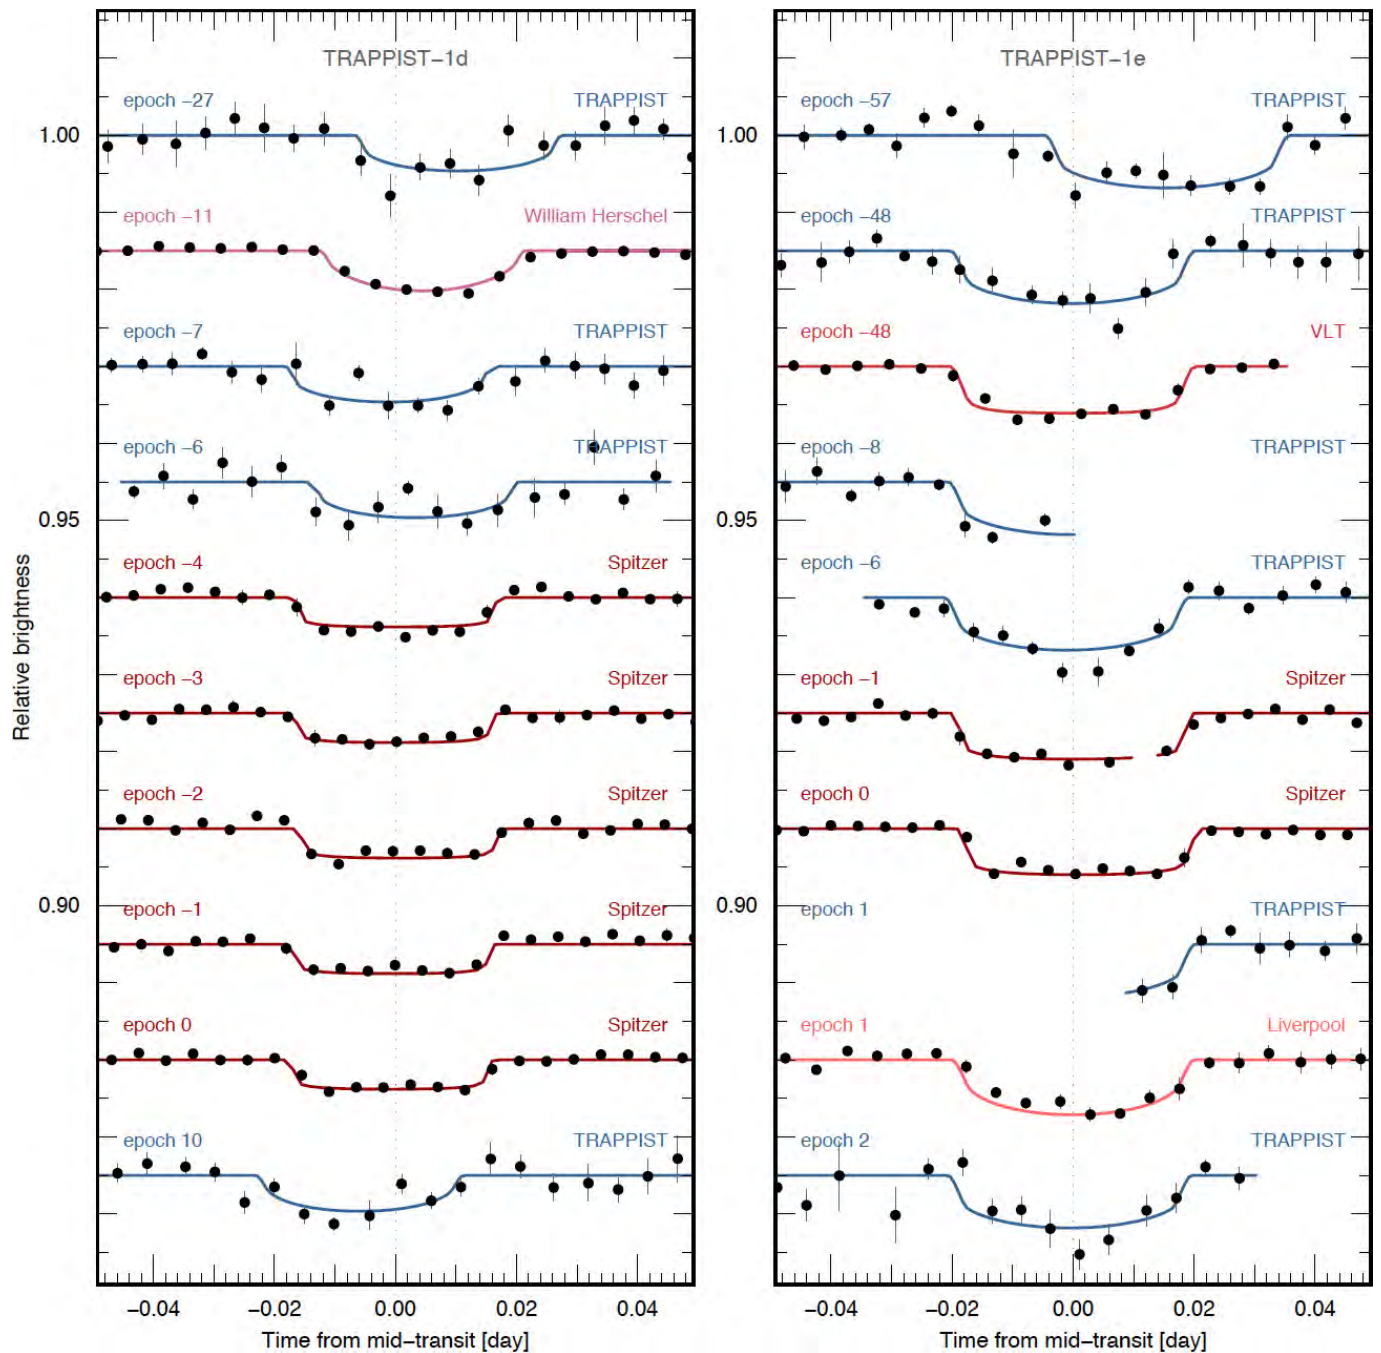 TRAPPIST−1d
epoch −27 TRAPPIST
1.00
epoch −11 William Herschel
epoch −7 TRAPPIST
epoch −6 TRAPPIST
0.95
epoch −4 Spitzer
epoch −3 Spitzer
epoch −2 Spitzer
0.90
epoch −1 Spitzer
epoch 0 Spitzer
epoch 10 TRAPPIST
Relative brightness
−0.04 −0.02 0.00 0.02 0.04
Time from mid−transit [day]
TRAPPIST−1e
epoch −57 TRAPPIST
1.00
epoch −48 TRAPPIST
epoch −48 VLT
epoch −8 TRAPPIST
0.95
epoch −6 TRAPPIST
epoch −1 Spitzer
epoch 0 Spitzer
0.90
epoch 1 TRAPPIST
epoch 1 Liverpool
epoch 2 TRAPPIST
−0.04 −0.02 0.00 0.02 0.04
Time from mid−transit [day]